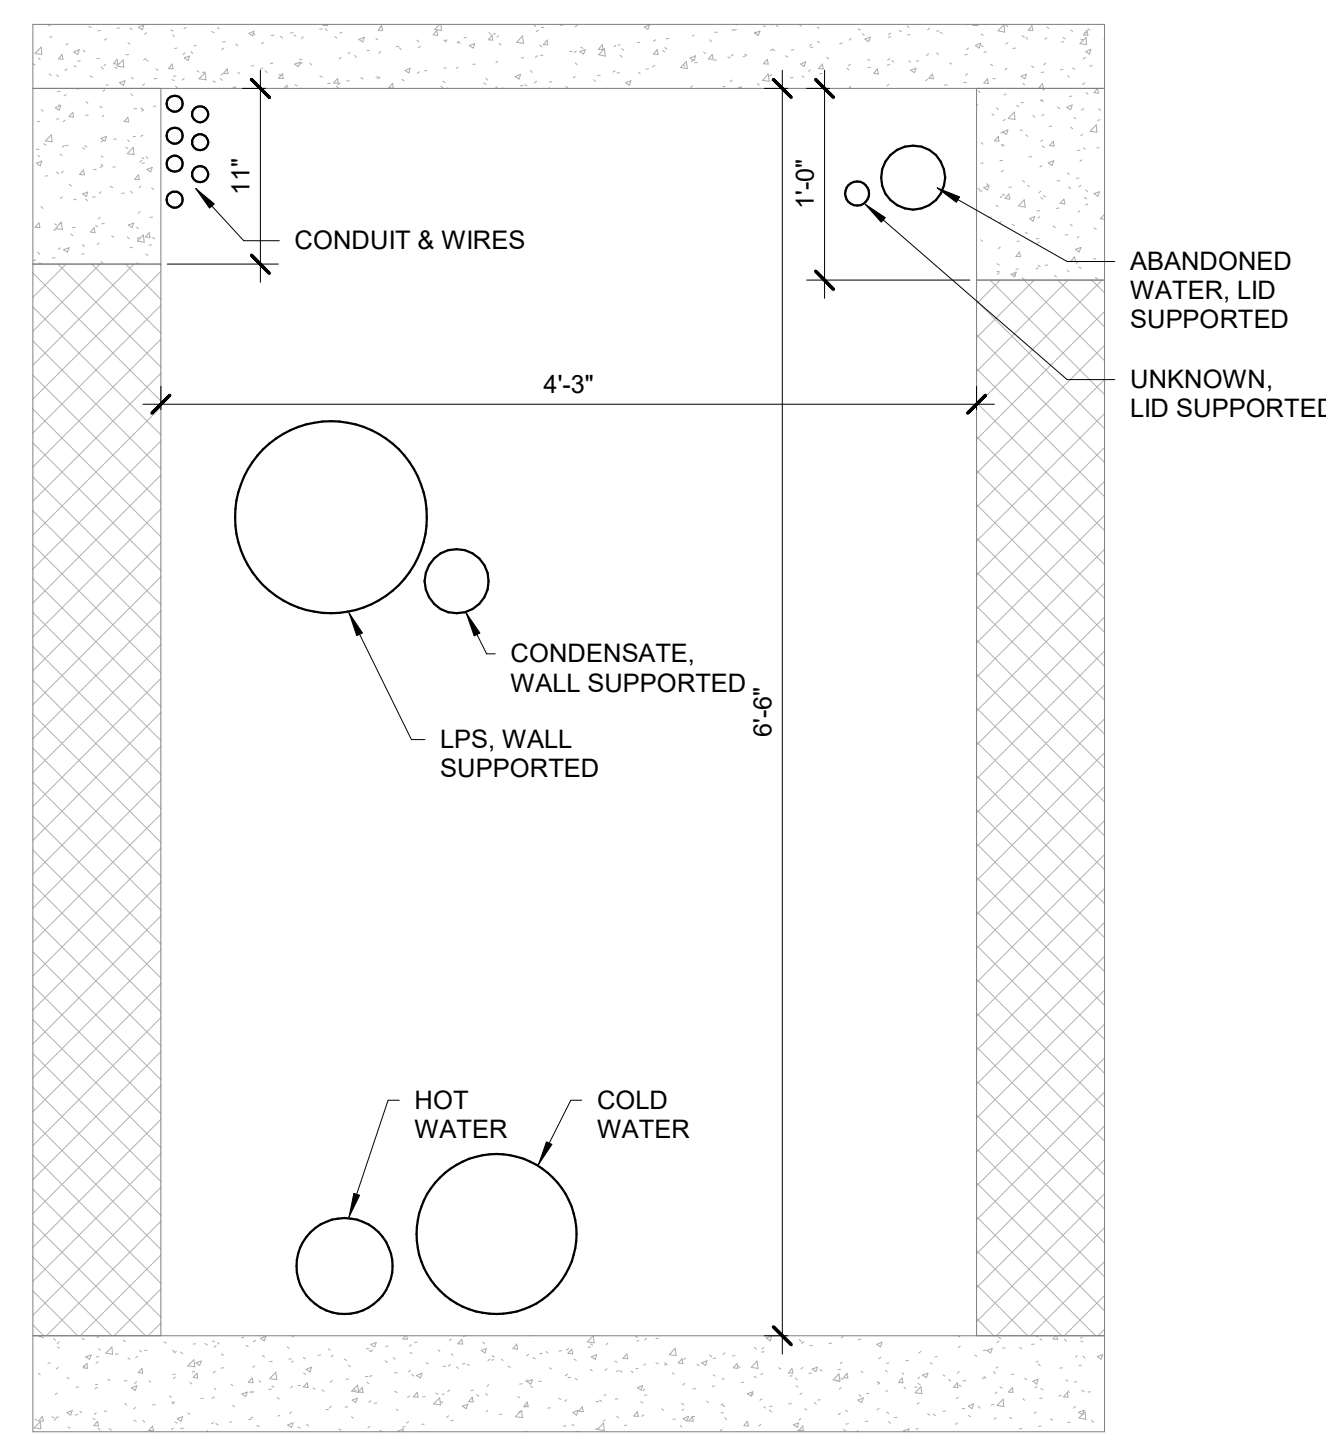 11"
CONDUIT & WIRES
1'-0"
ABANDONED
WATER, LID
SUPPORTED
UNKNOWN,
LID SUPPORTED
4'-3"
CONDENSATE,
WALL SUPPORTED
6'-6"
LPS, WALL
SUPPORTED
HOT
WATER
COLD
WATER